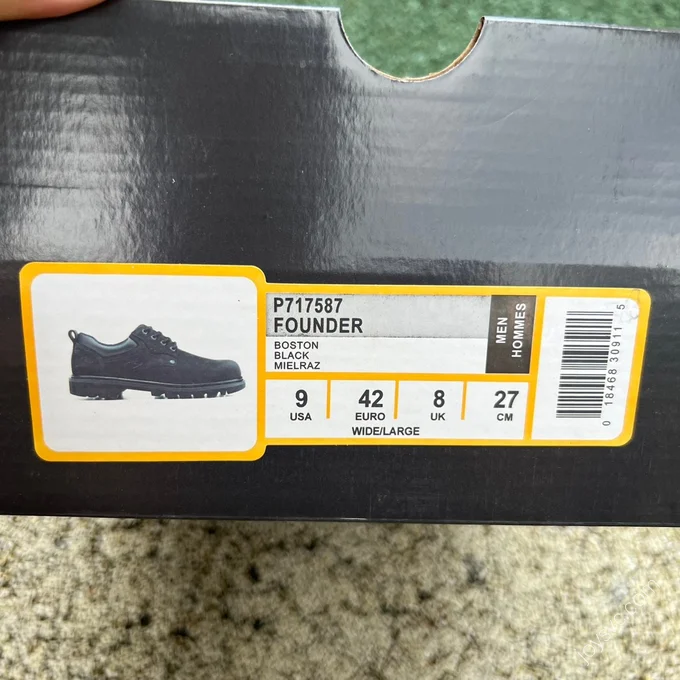 P717587
FOUNDER
BOSTON
BLACK
MIELRAZ
MEN
HOMMES
9 42 8 27
USA EURO UK CM
WIDE/LARGE
0 18468 30911 5